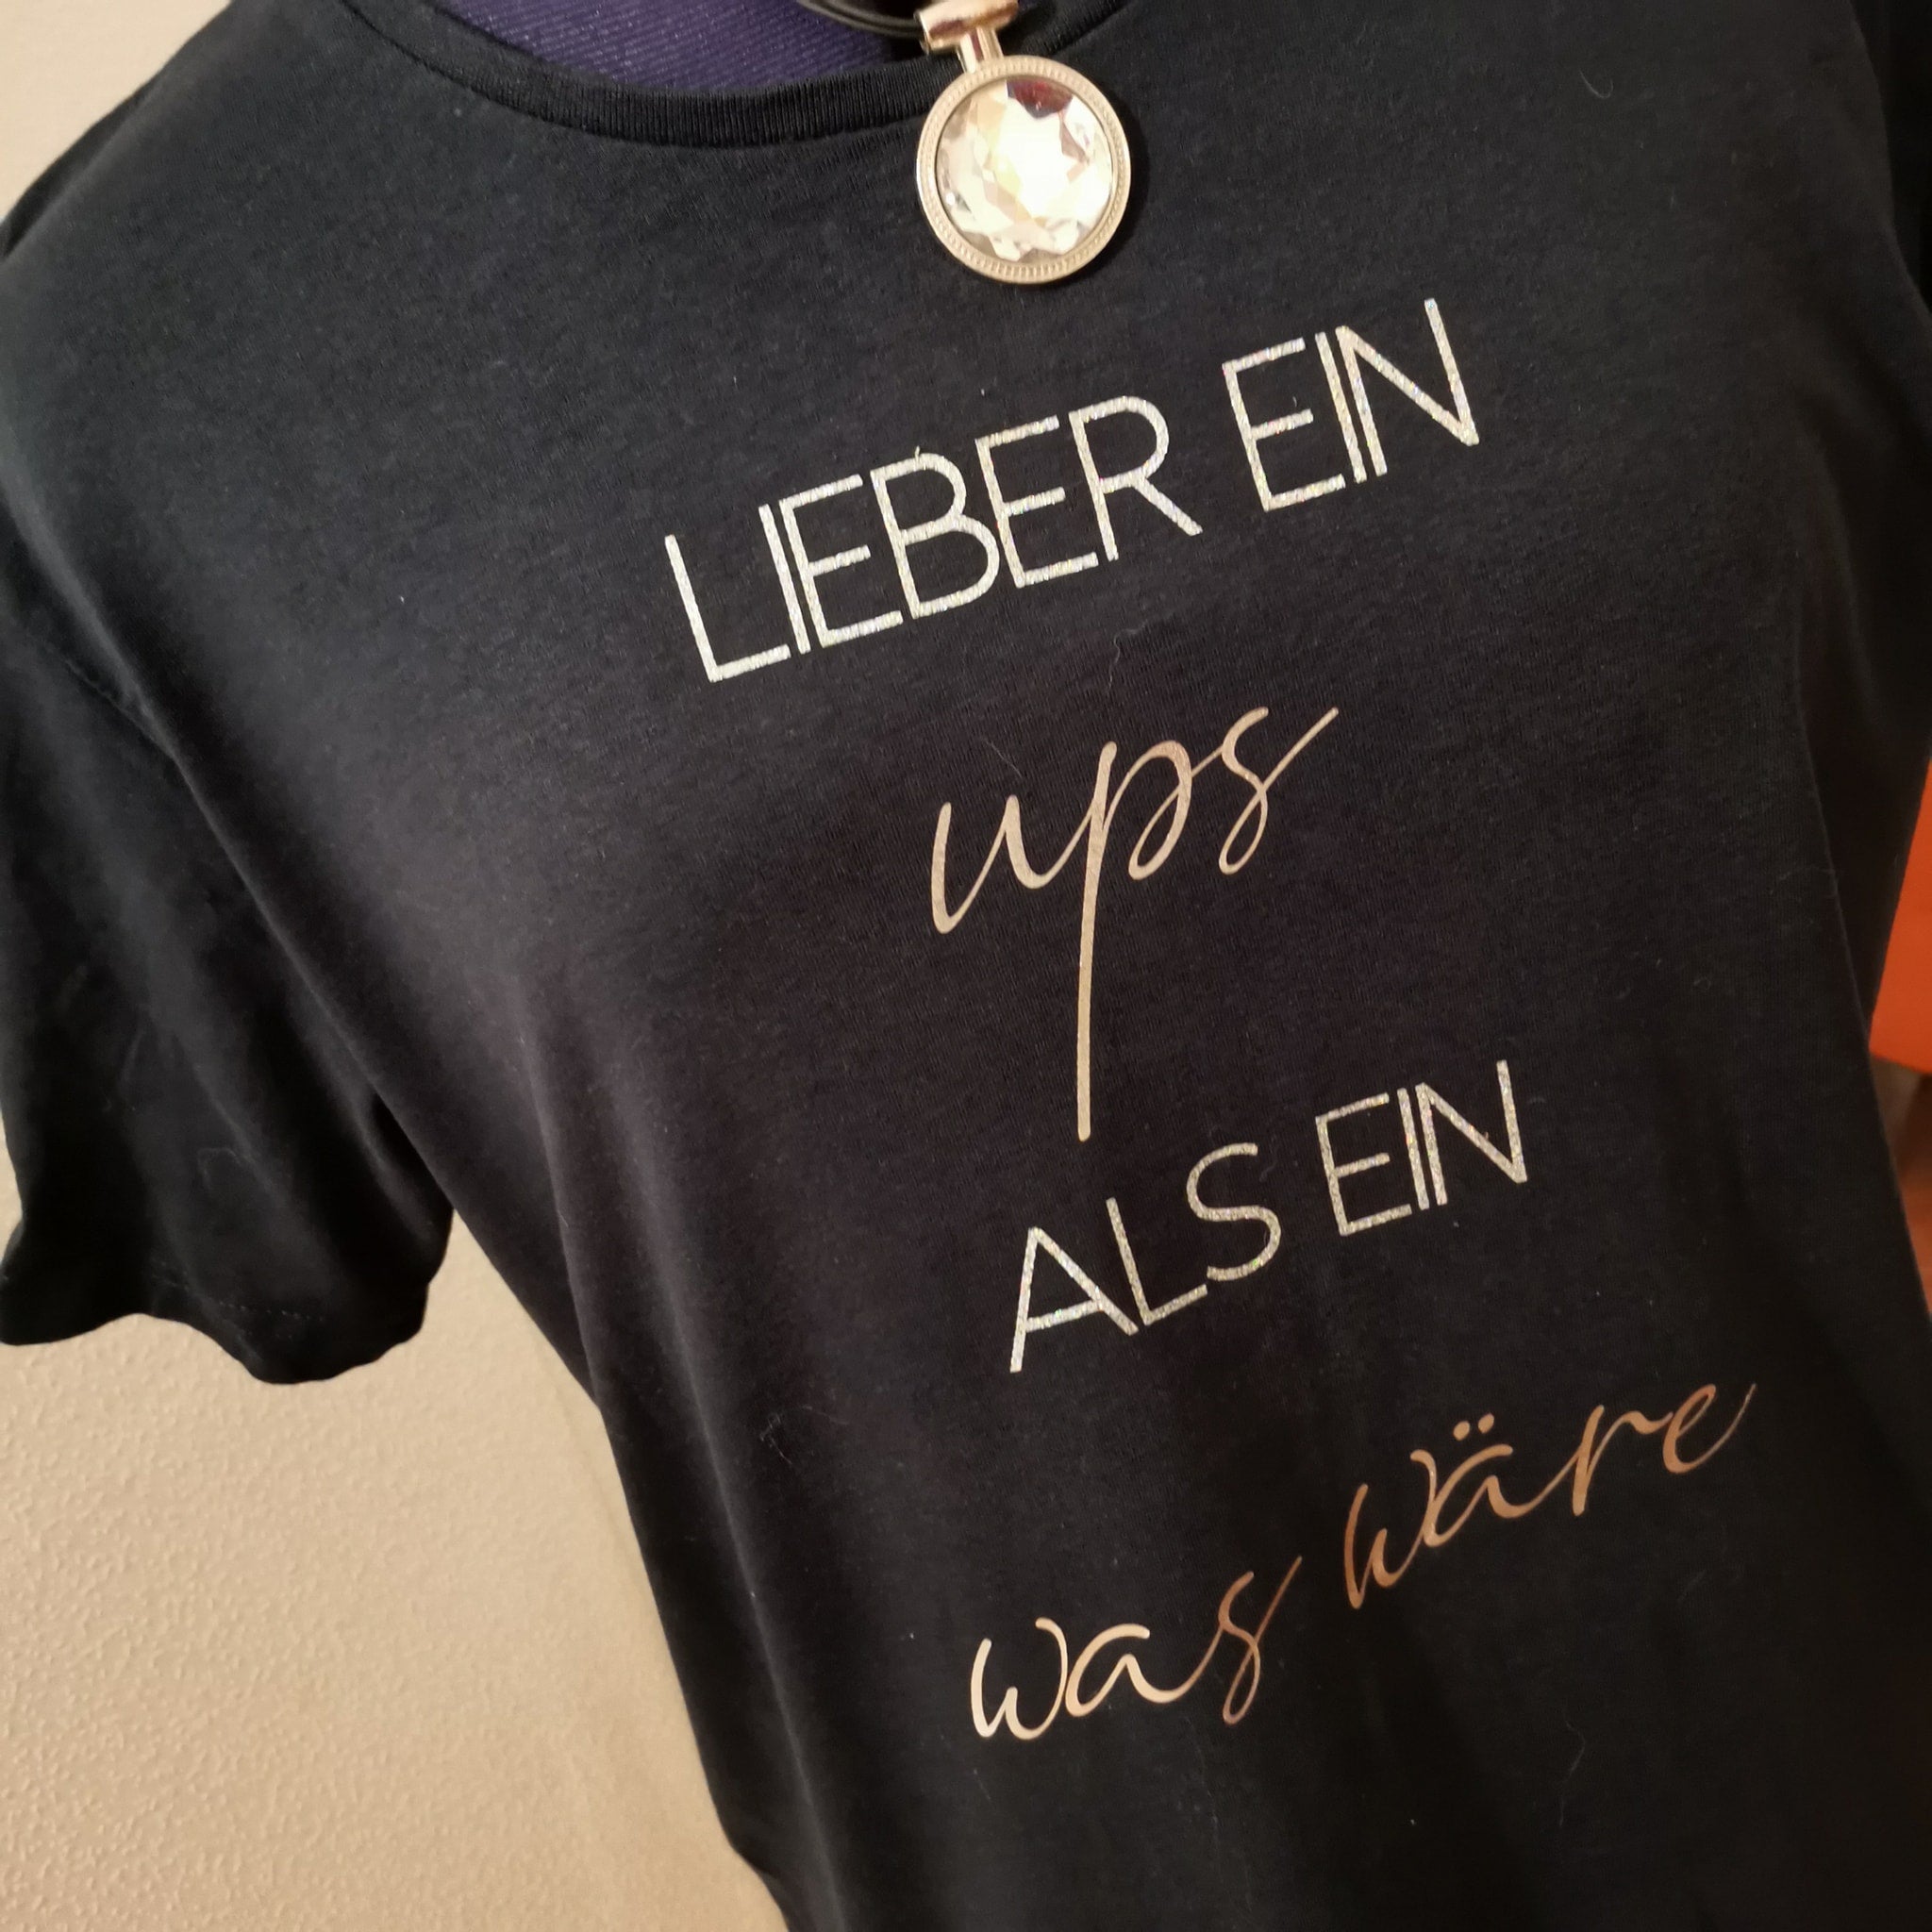 LIEBER EIN
ups
ALS EIN
was wäre